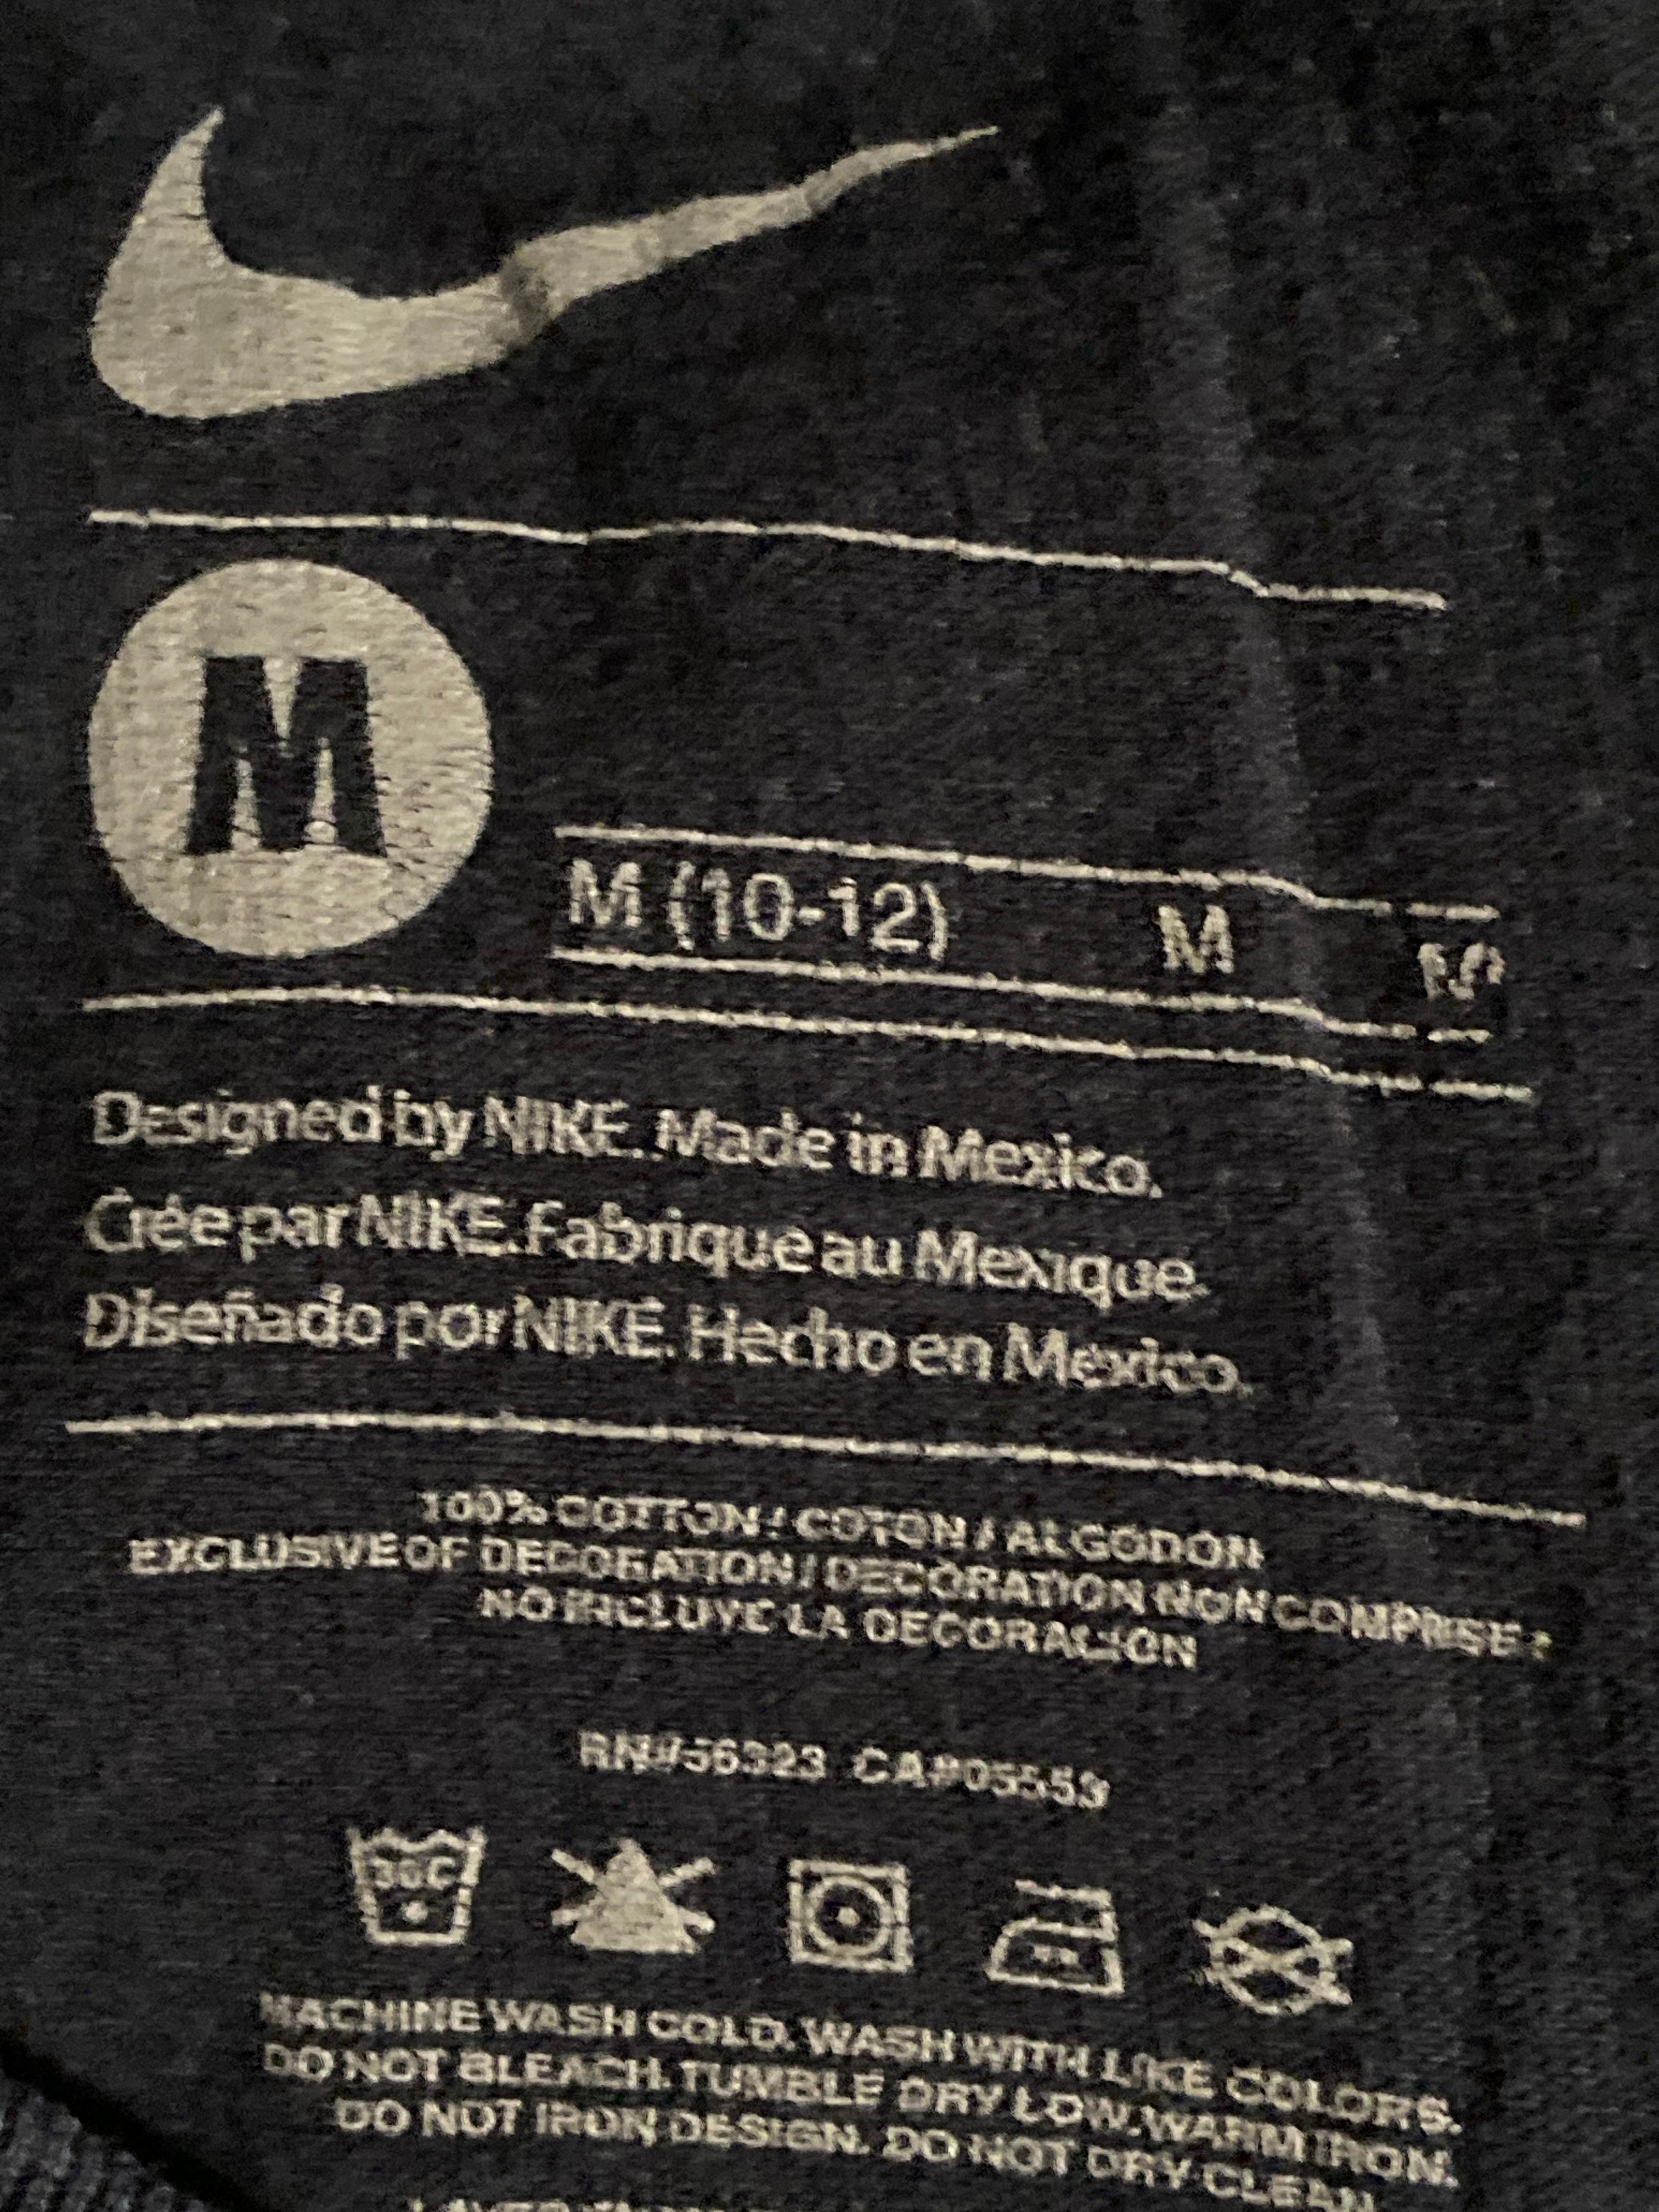 M
M (10-12) M
Designed by NIKE. Made in Mexico.
Crée par NIKE. Fabrique au Mexique.
Diseñado por NIKE. Hecho en Mexico.
100% COTTON / COTON / ALGODON
EXCLUSIVE OF DECORATION / DECORATION NON COMPRISE /
NO INCLUYE LA DECORACION
RN#56323 CA#05553
30C
MACHINE WASH COLD. WASH WITH LIKE COLORS.
DO NOT BLEACH. TUMBLE DRY LOW. WARM IRON.
DO NOT IRON DESIGN. DO NOT DRY CLEAN